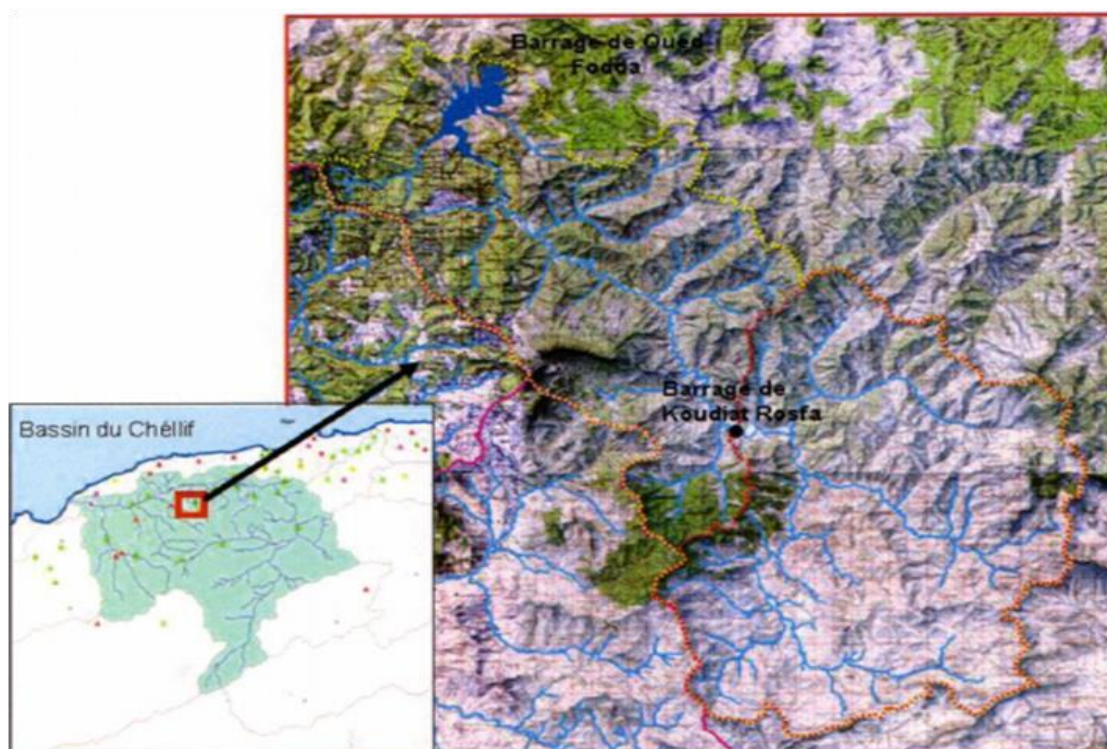 Barrage de Oued
Fodda
Barrage de
Koudiat Rosfa
Bassin du Chéllif